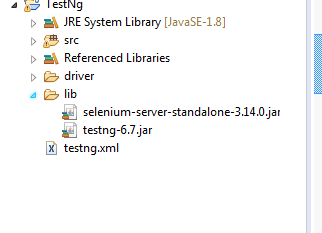 TestNg
JRE System Library [JavaSE-1.8]
src
Referenced Libraries
driver
lib
selenium-server-standalone-3.14.0.jar
testng-6.7.jar
testng.xml